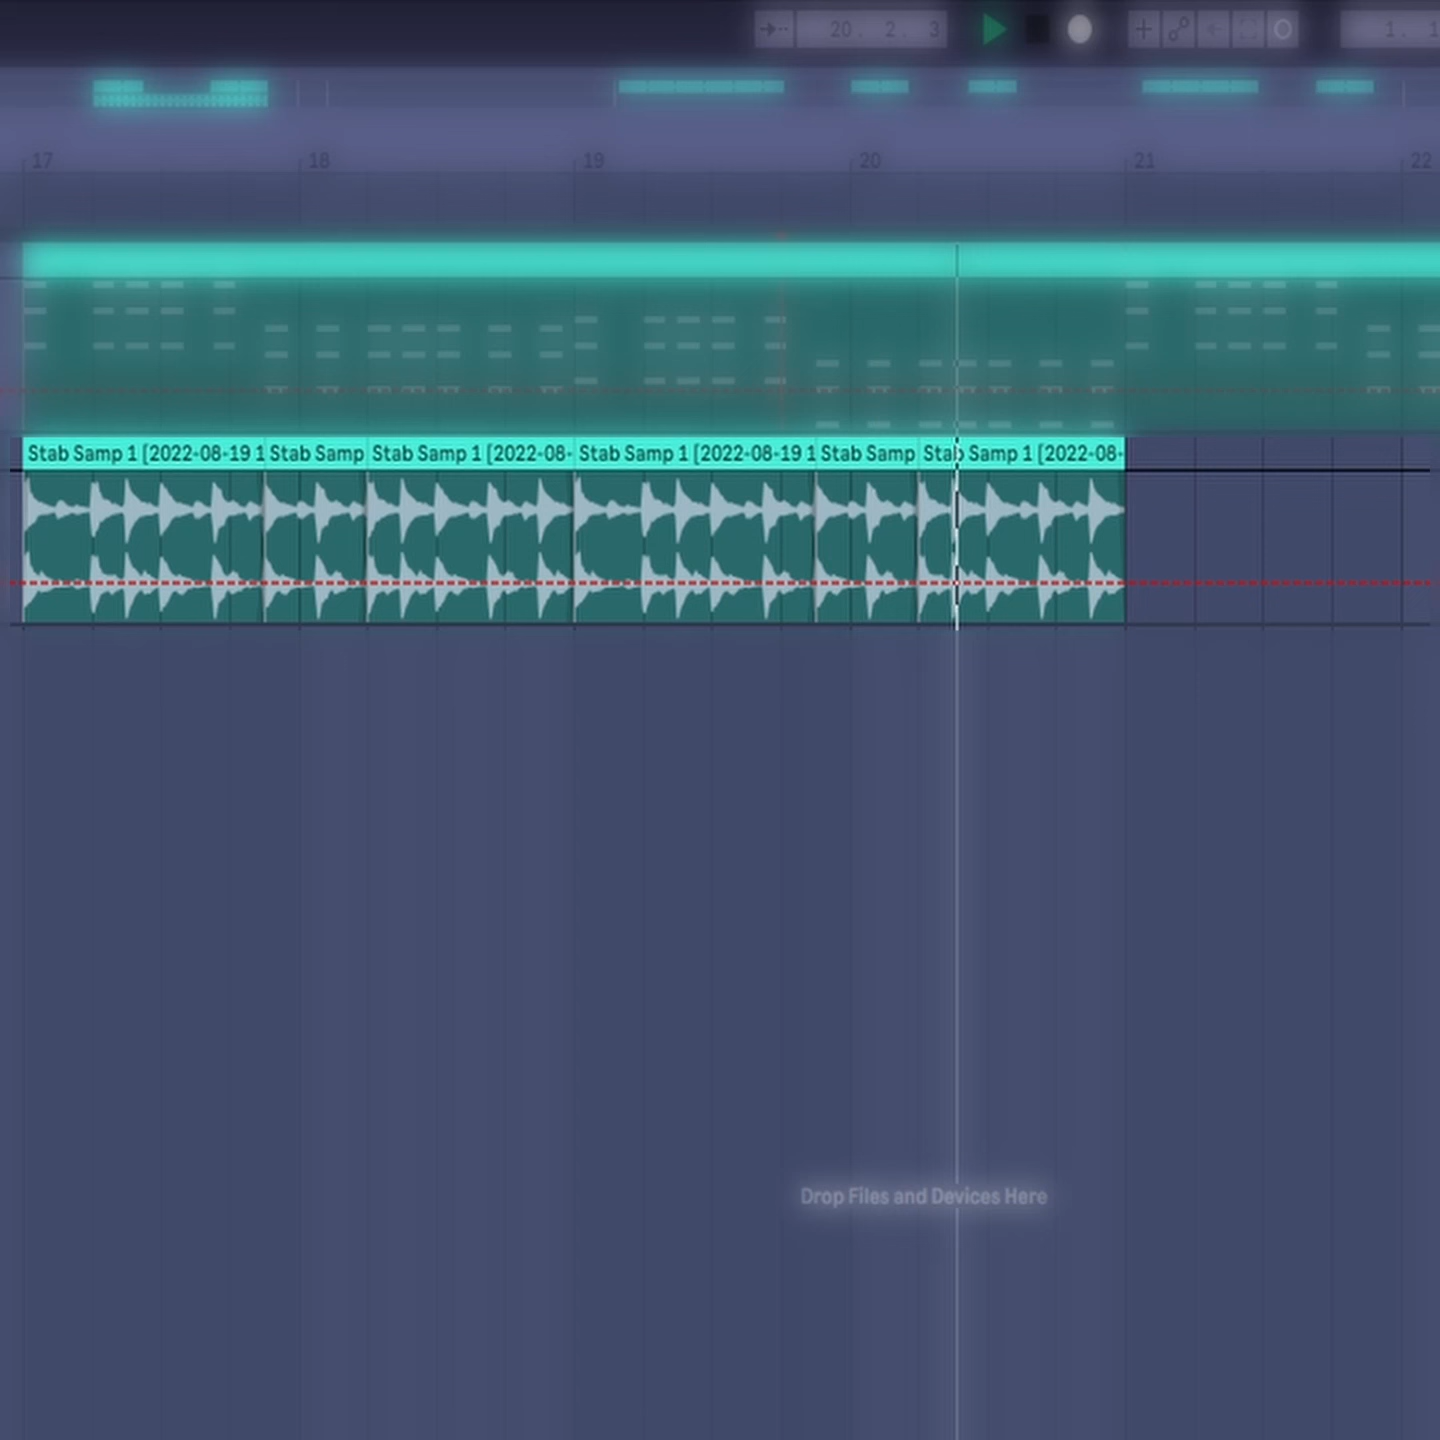 20. 2. 3
1. 1
17 18 19 20 21 22
Stab Samp 1 [2022-08-19 1 Stab Samp Stab Samp 1 [2022-08- Stab Samp 1 [2022-08-19 1 Stab Samp Stab Samp 1 [2022-08-
Drop Files and Devices Here